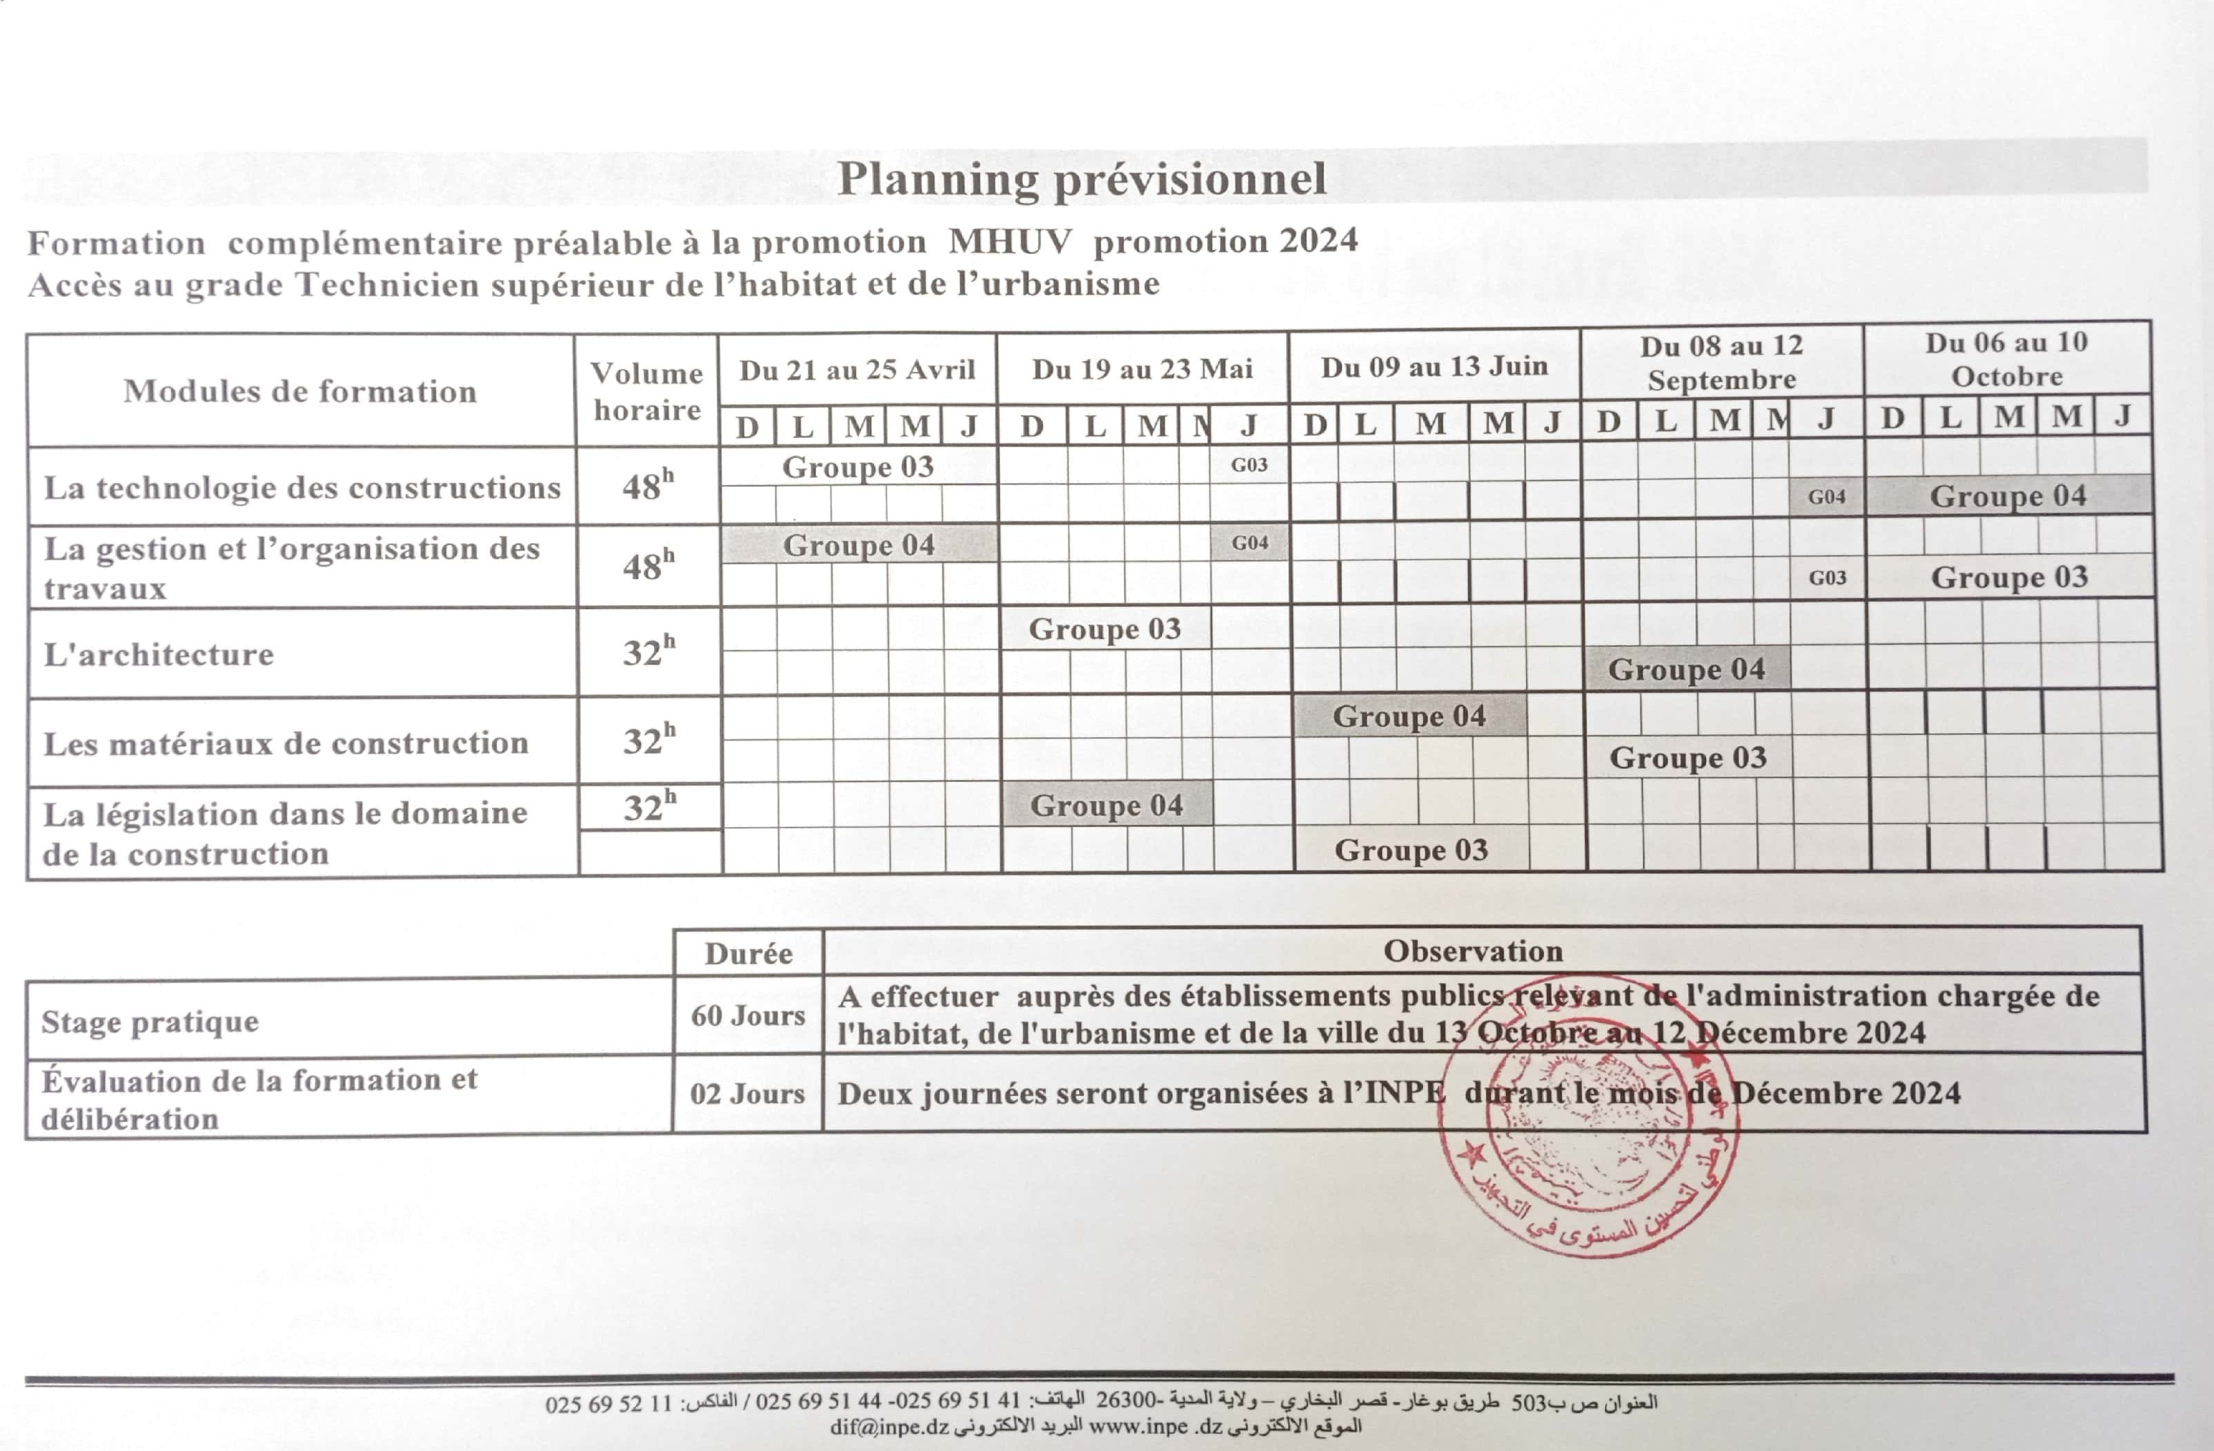 Planning prévisionnel
Formation complémentaire préalable à la promotion MHUV promotion 2024
Accès au grade Technicien supérieur de l'habitat et de l'urbanisme
Modules de formation
Volume horaire
Du 21 au 25 Avril
Du 19 au 23 Mai
Du 09 au 13 Juin
Du 08 au 12 Septembre
Du 06 au 10 Octobre
D L M M J D L M M J D L M M J D L M M J D L M M J
La technologie des constructions
48h
Groupe 03
G03
G04
Groupe 04
La gestion et l'organisation des
travaux
48h
Groupe 04
G04
G03
Groupe 03
L'architecture
32h
Groupe 03
Groupe 04
Les matériaux de construction
32h
Groupe 04
Groupe 03
La législation dans le domaine
de la construction
32h
Groupe 04
Groupe 03
Durée
Observation
Stage pratique
60 Jours
A effectuer auprès des établissements publics relevant de l'administration chargée de
l'habitat, de l'urbanisme et de la ville du 13 Octobre au 12 Décembre 2024
Évaluation de la formation et
délibération
02 Jours
Deux journées seront organisées à l'INPE durant le mois de Décembre 2024
لتحسين المستوى في التجهيز
العنوان ص ب503 طريق بوغار- قصر البخاري – ولاية المدية -26300 الهاتف: 41 51 69 025- 44 51 69 025 / الفاكس: 11 52 69 025
الموقع الالكتروني www.inpe .dz البريد الالكتروني dif@inpe.dz